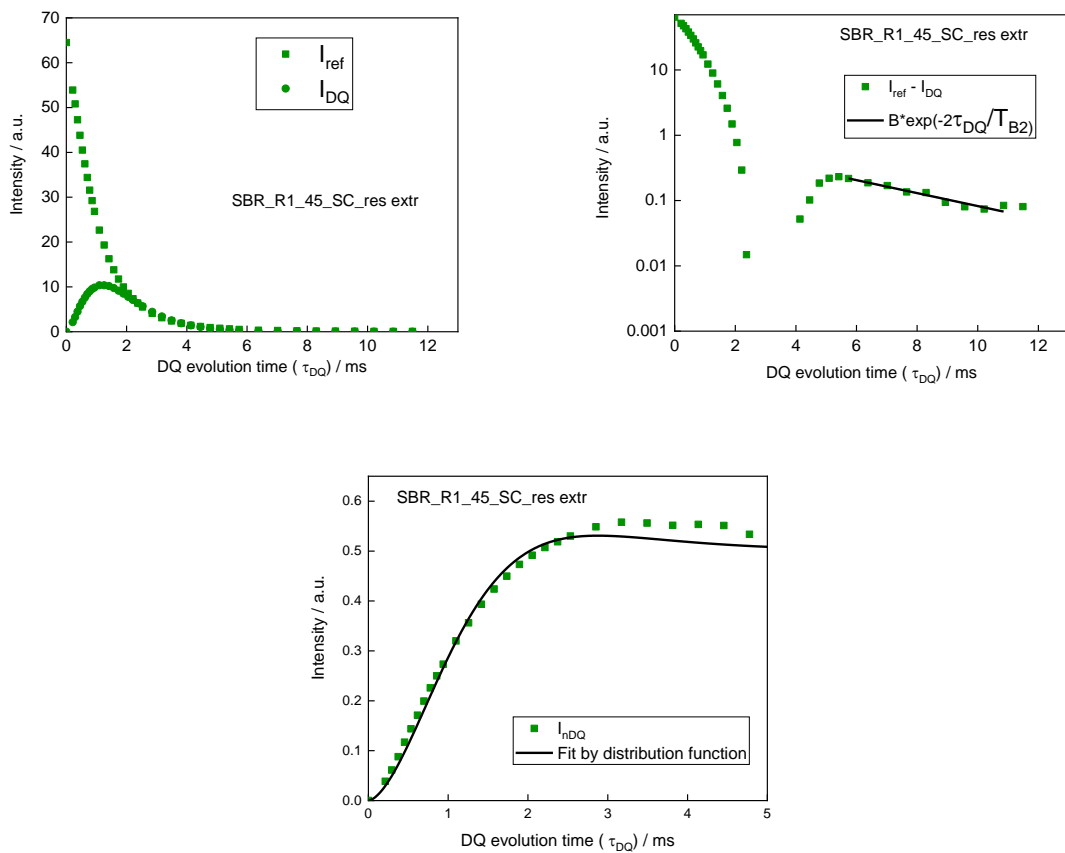 70
60
50
40
30
20
10
0
Intensity / a.u.
I_ref
I_DQ
SBR_R1_45_SC_res extr
0 2 4 6 8 10 12
DQ evolution time ( τ_DQ) / ms
10
1
0.1
0.01
0.001
Intensity / a.u.
SBR_R1_45_SC_res extr
I_ref - I_DQ
B*exp(-2τ_DQ/T_B2)
0 2 4 6 8 10 12
DQ evolution time ( τ_DQ) / ms
0.6
0.5
0.4
0.3
0.2
0.1
0.0
Intensity / a.u.
SBR_R1_45_SC_res extr
I_nDQ
Fit by distribution function
0 1 2 3 4 5
DQ evolution time ( τ_DQ) / ms